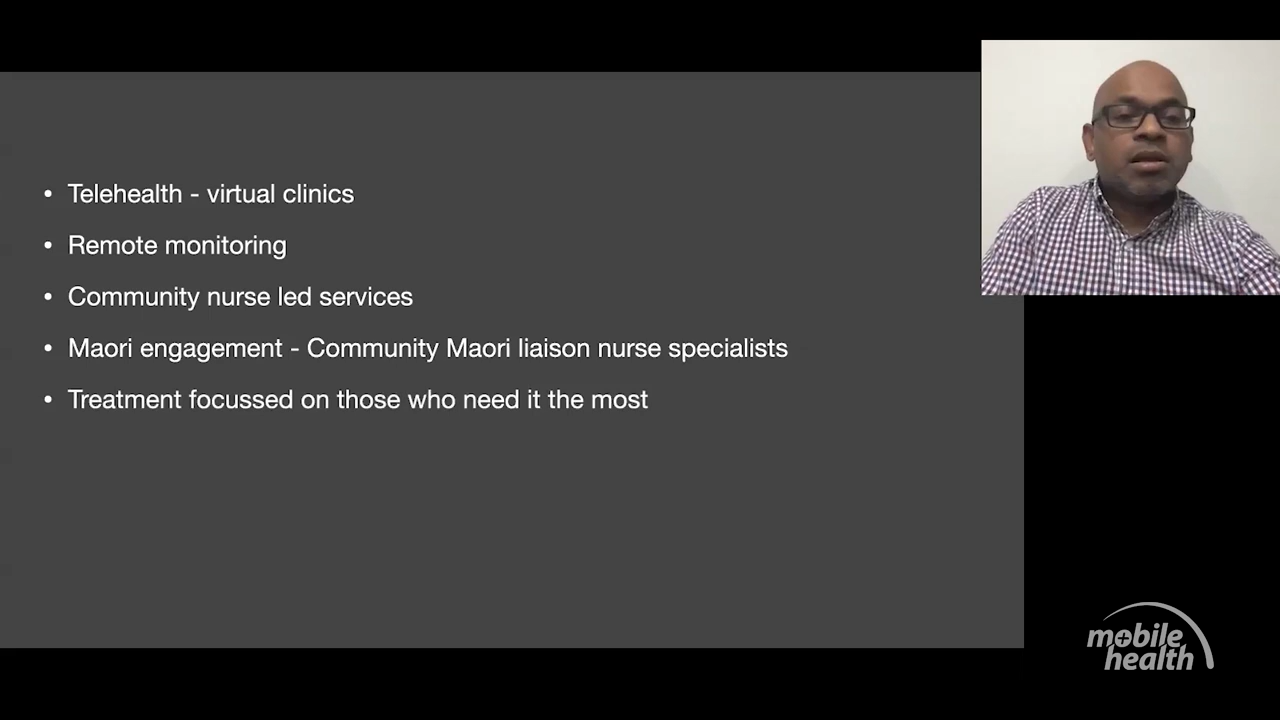 • Telehealth - virtual clinics
• Remote monitoring
• Community nurse led services
• Maori engagement - Community Maori liaison nurse specialists
• Treatment focussed on those who need it the most
mobile
health